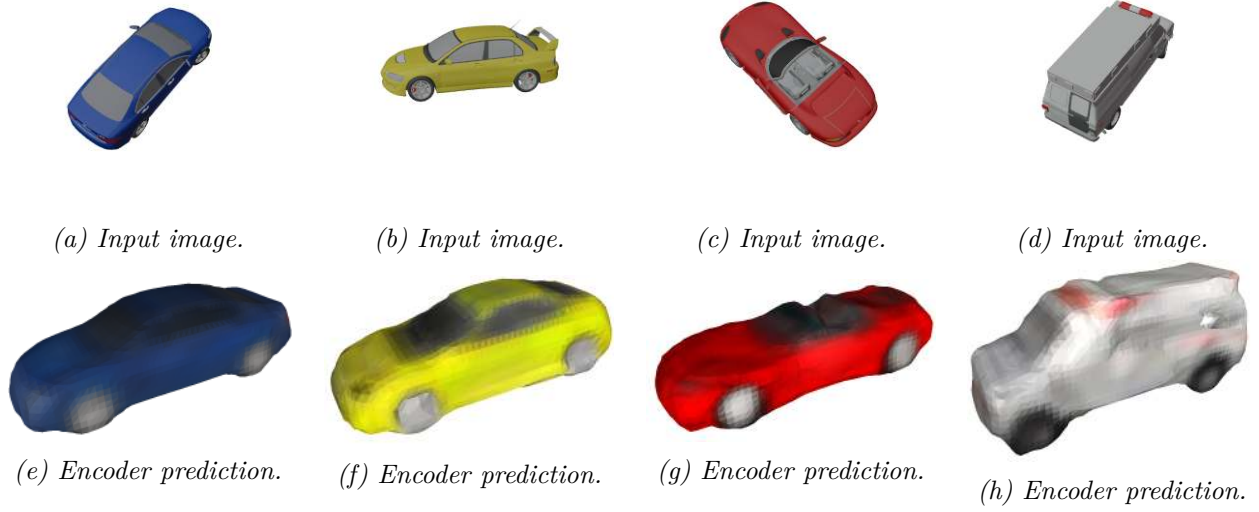 (a) Input image.
(b) Input image.
(c) Input image.
(d) Input image.
(e) Encoder prediction.
(f) Encoder prediction.
(g) Encoder prediction.
(h) Encoder prediction.